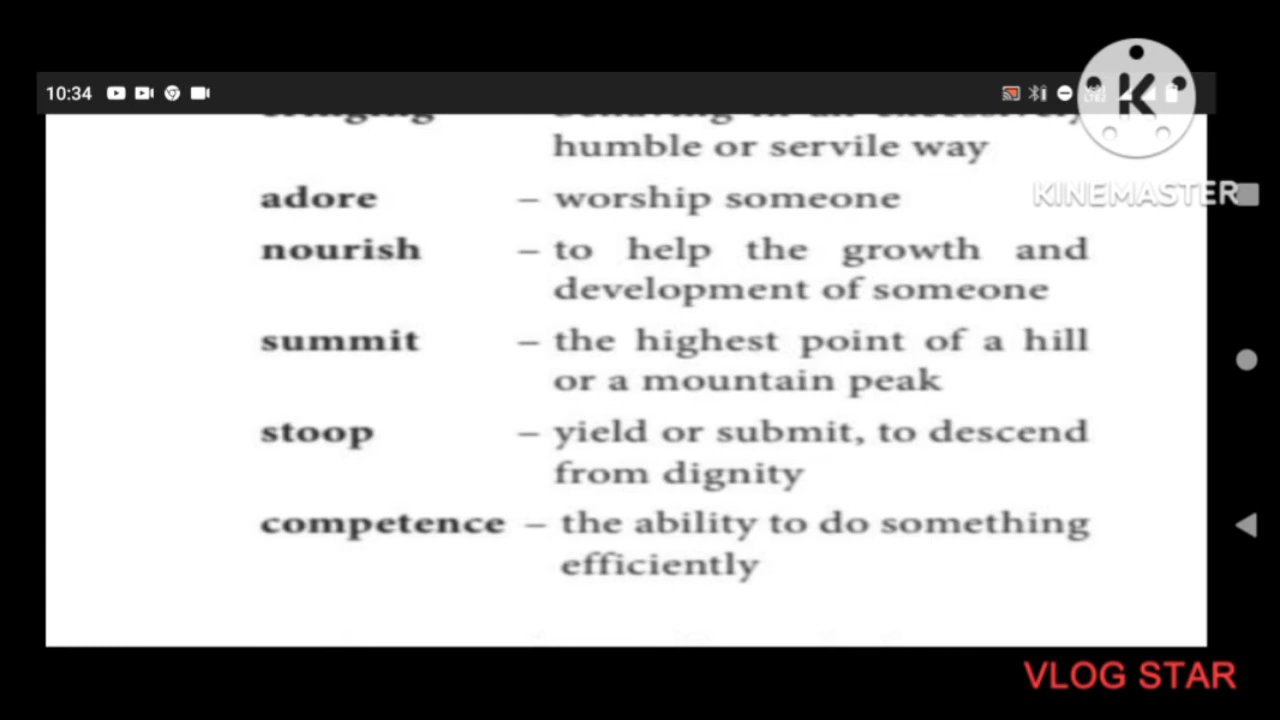 10:34
humble or servile way
adore – worship someone
nourish – to help the growth and
development of someone
summit – the highest point of a hill
or a mountain peak
stoop – yield or submit, to descend
from dignity
competence – the ability to do something
efficiently
K
KINEMASTER
VLOG STAR